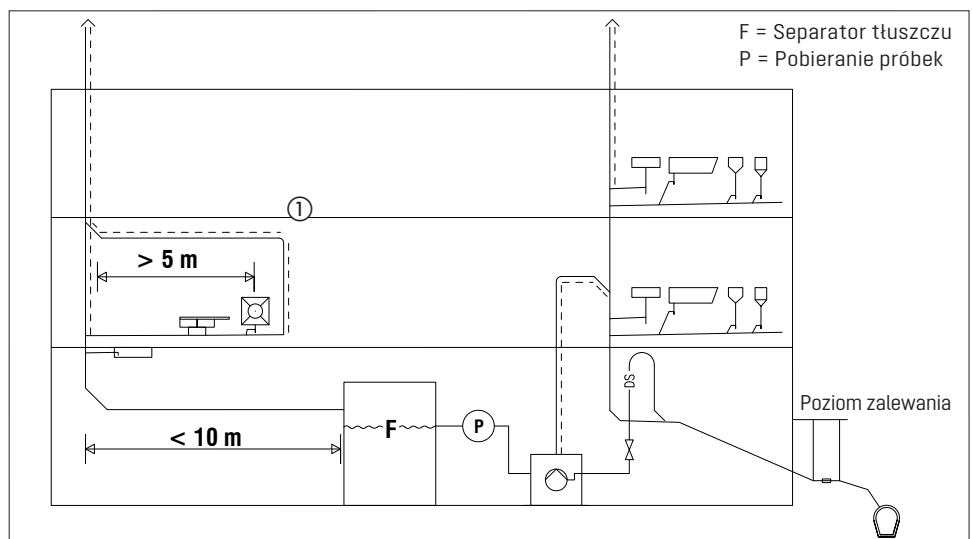 F = Separator tłuszczu
P = Pobieranie próbek
①
> 5 m
DS
Poziom zalewania
F
P
< 10 m